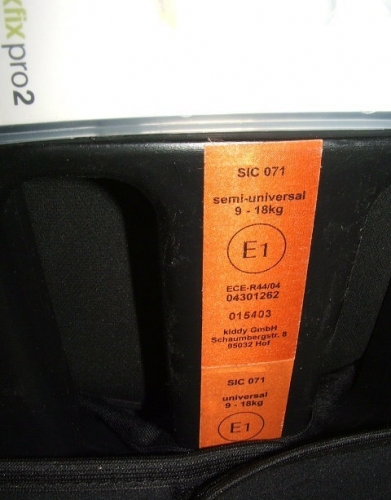 xfix pro2
SIC 071
semi-universal
9 - 18kg
E1
ECE-R44/04
04301262
015403
kiddy GmbH
Schaumbergstr. 8
95032 Hof
SIC 071
universal
9 - 18kg
E1